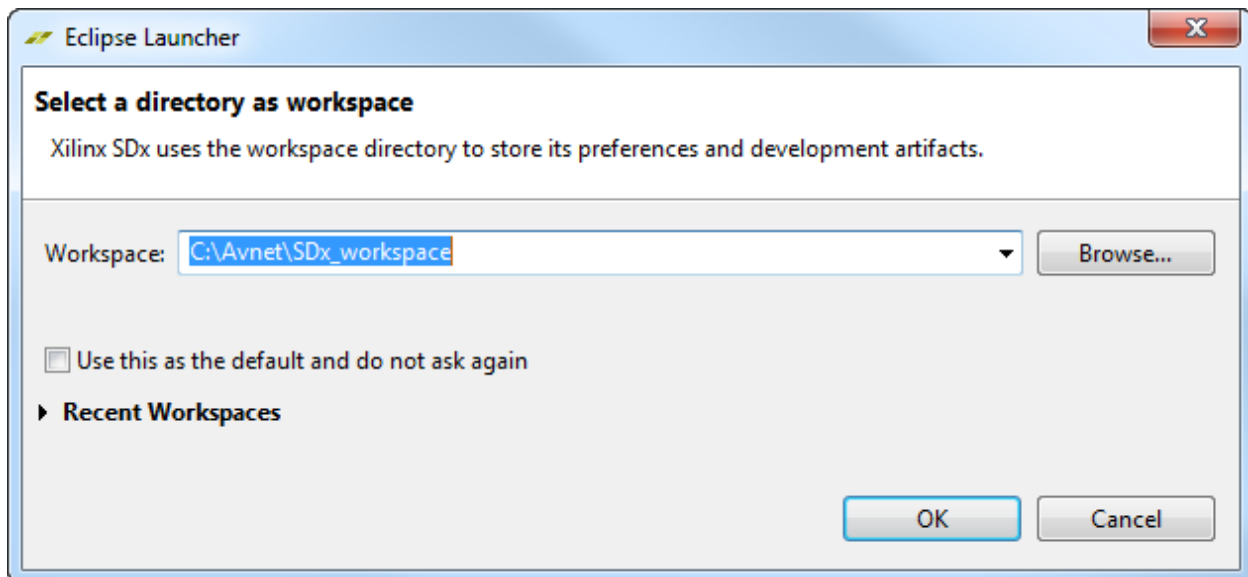 Eclipse Launcher
Select a directory as workspace
Xilinx SDx uses the workspace directory to store its preferences and development artifacts.
Workspace: C:\Avnet\SDx_workspace Browse...
Use this as the default and do not ask again
Recent Workspaces
OK Cancel